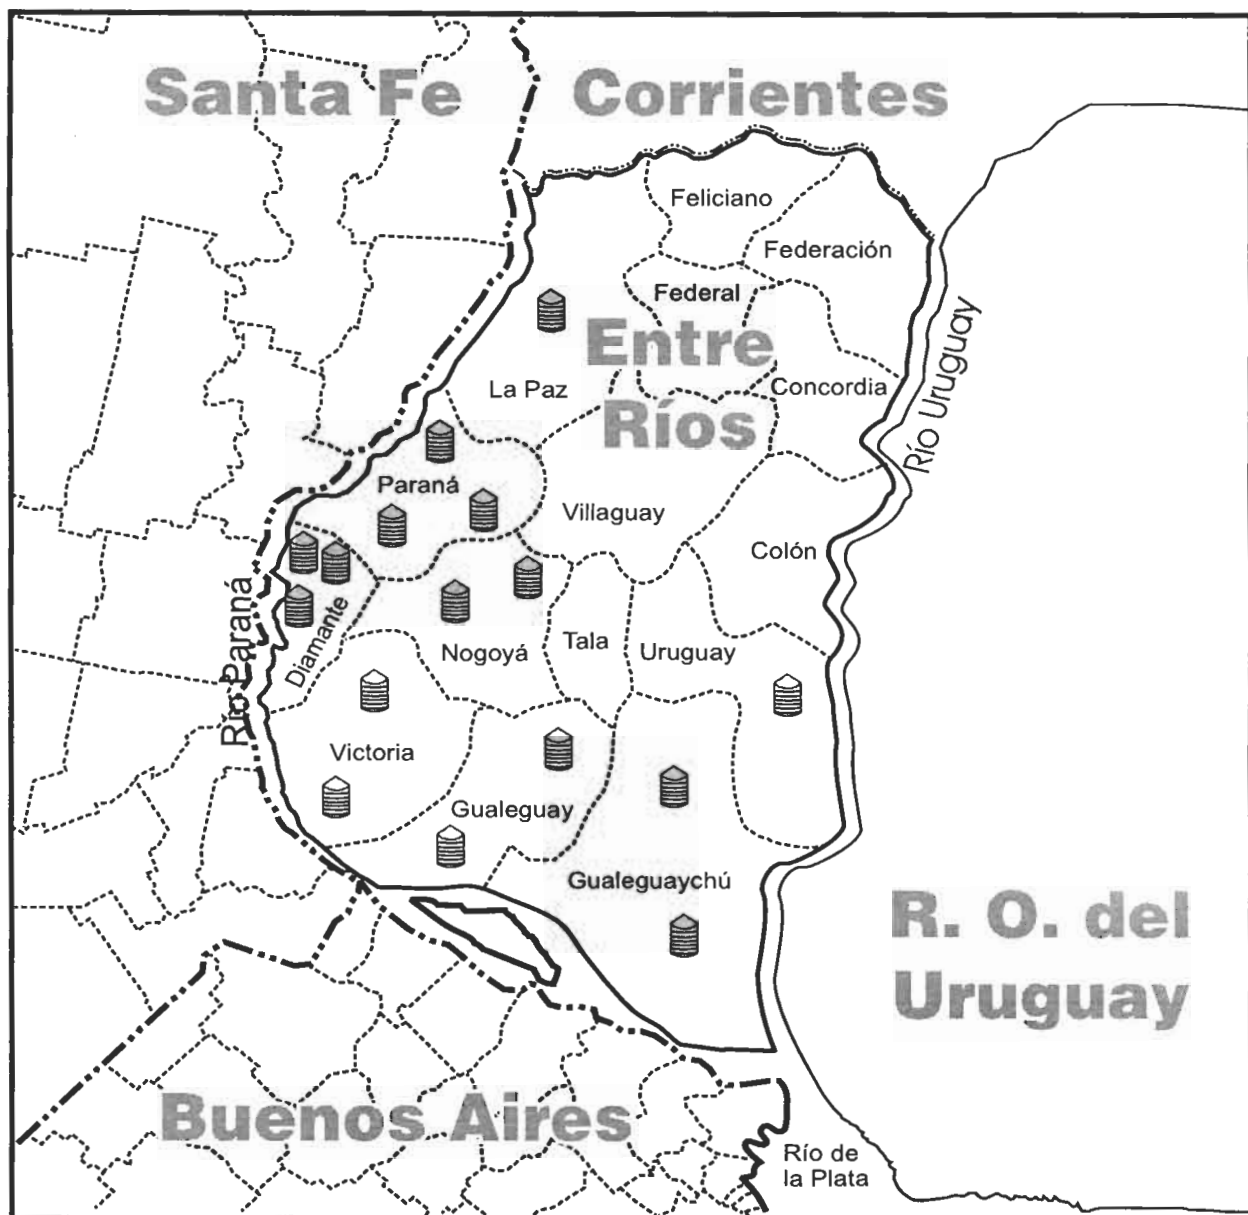 Santa Fe
Corrientes
Feliciano
Federación
Federal
Entre
Ríos
La Paz
Concordia
Río Uruguay
Paraná
Villaguay
Colón
Río Paraná
Diamante
Nogoyá
Tala
Uruguay
Victoria
Gualeguay
Gualeguaychú
R. O. del
Uruguay
Buenos Aires
Río de
la Plata